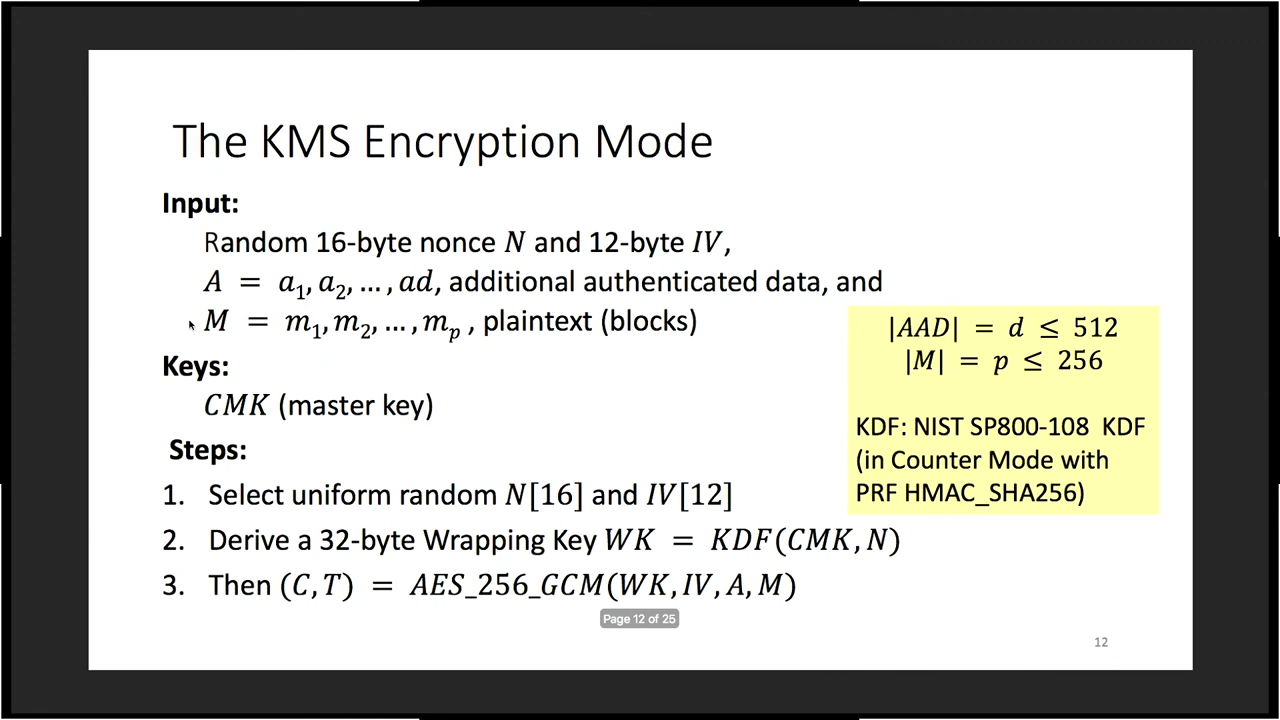 The KMS Encryption Mode
Input:
Random 16-byte nonce N and 12-byte IV,
A = a₁, a₂, … , ad, additional authenticated data, and
M = m₁, m₂, … , mₚ , plaintext (blocks)
Keys:
CMK (master key)
Steps:
1. Select uniform random N[16] and IV[12]
2. Derive a 32-byte Wrapping Key WK = KDF(CMK, N)
3. Then (C, T) = AES_256_GCM(WK, IV, A, M)
|AAD| = d ≤ 512
|M| = p ≤ 256
KDF: NIST SP800-108 KDF
(in Counter Mode with
PRF HMAC_SHA256)
Page 12 of 25
12